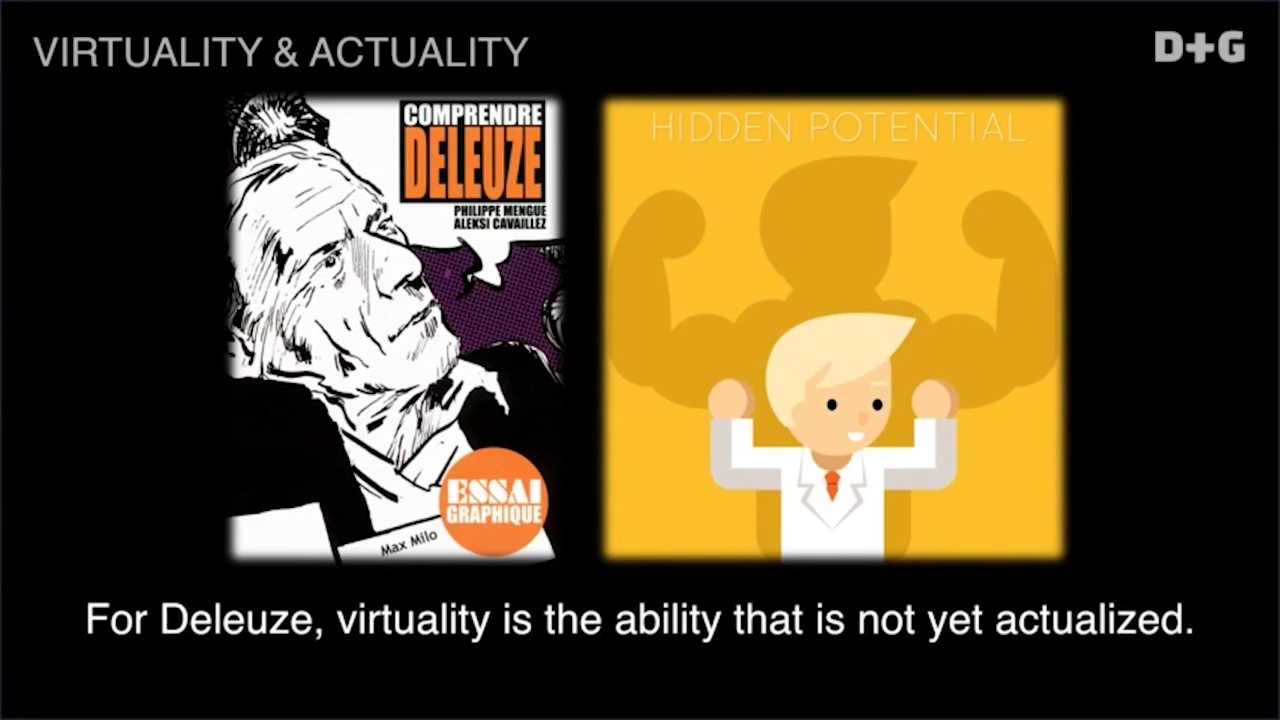 VIRTUALITY & ACTUALITY
D+G
COMPRENDRE
DELEUZE
PHILIPPE MENGUE
ALEKSI CAVAILLEZ
ESSAI
GRAPHIQUE
Max Milo
HIDDEN POTENTIAL
For Deleuze, virtuality is the ability that is not yet actualized.